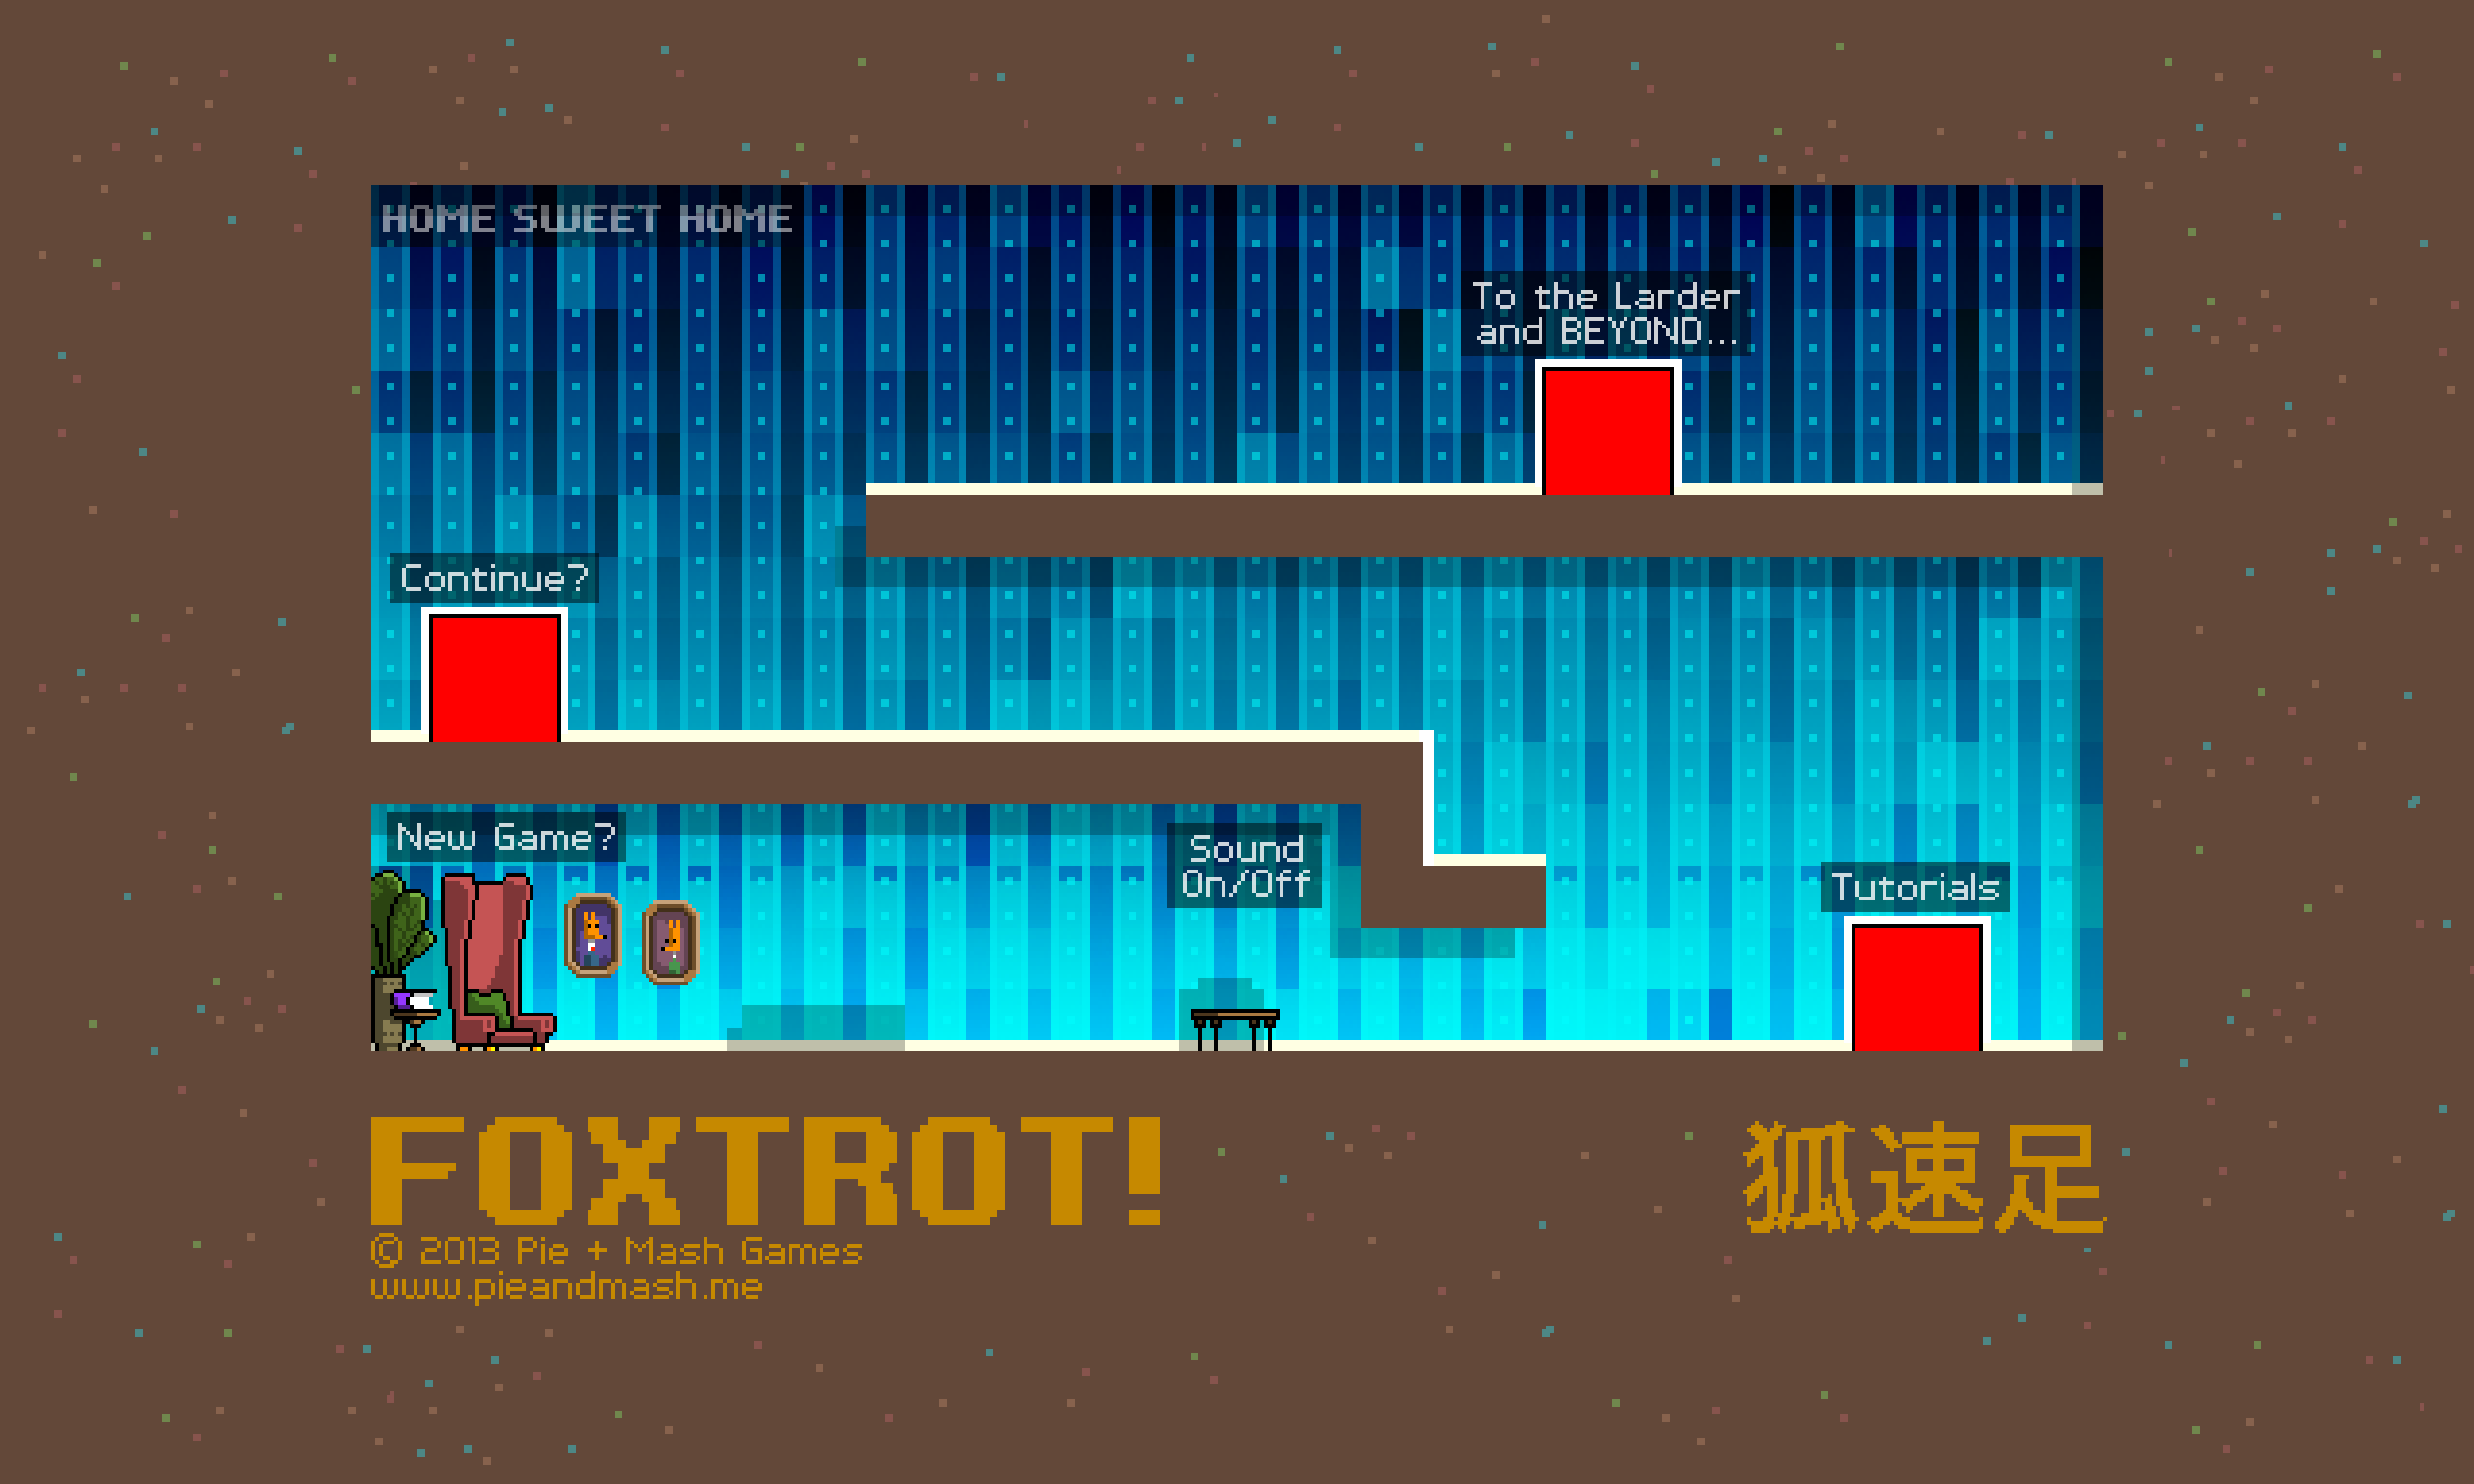 HOME SWEET HOME
To the Larder
and BEYOND...
Continue?
New Game?
Sound
On/Off
Tutorials
FOXTROT!
狐速足
© 2013 Pie + Mash Games
www.pieandmash.me